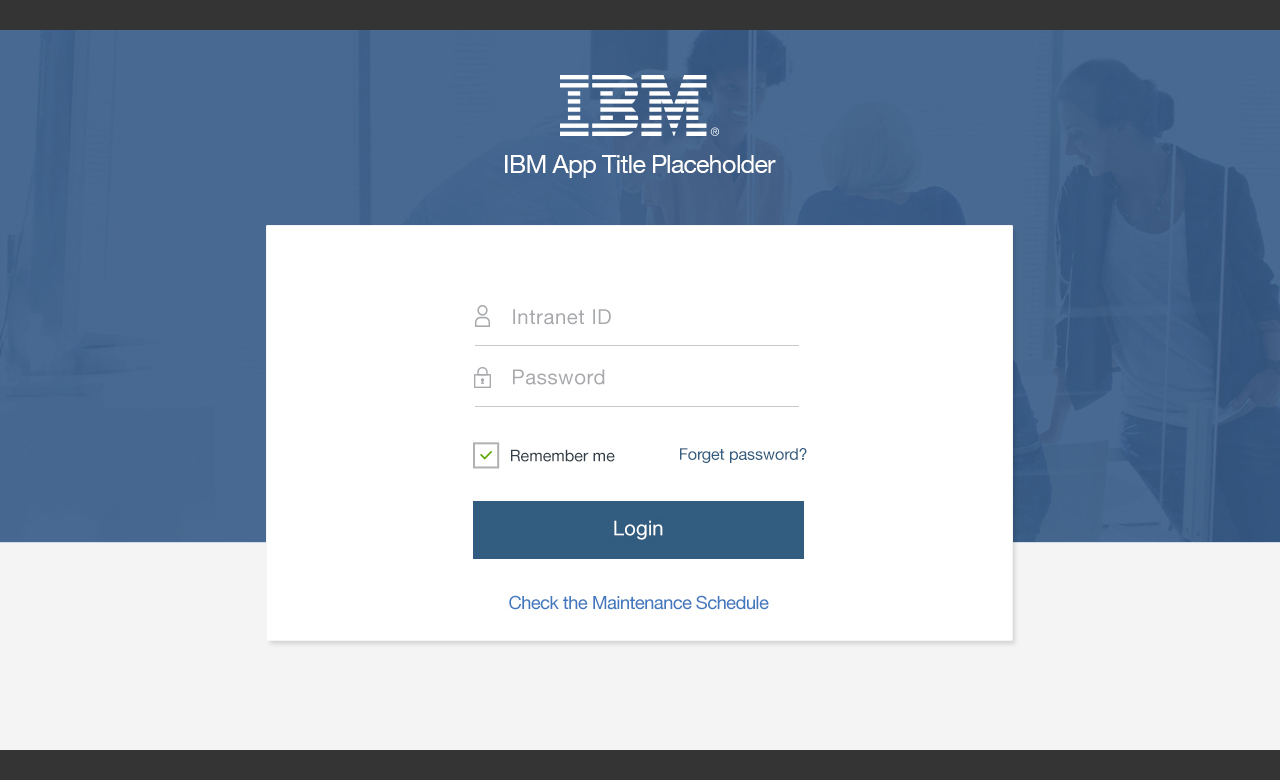 IBM®
IBM App Title Placeholder
Intranet ID
Password
Remember me
Forget password?
Login
Check the Maintenance Schedule